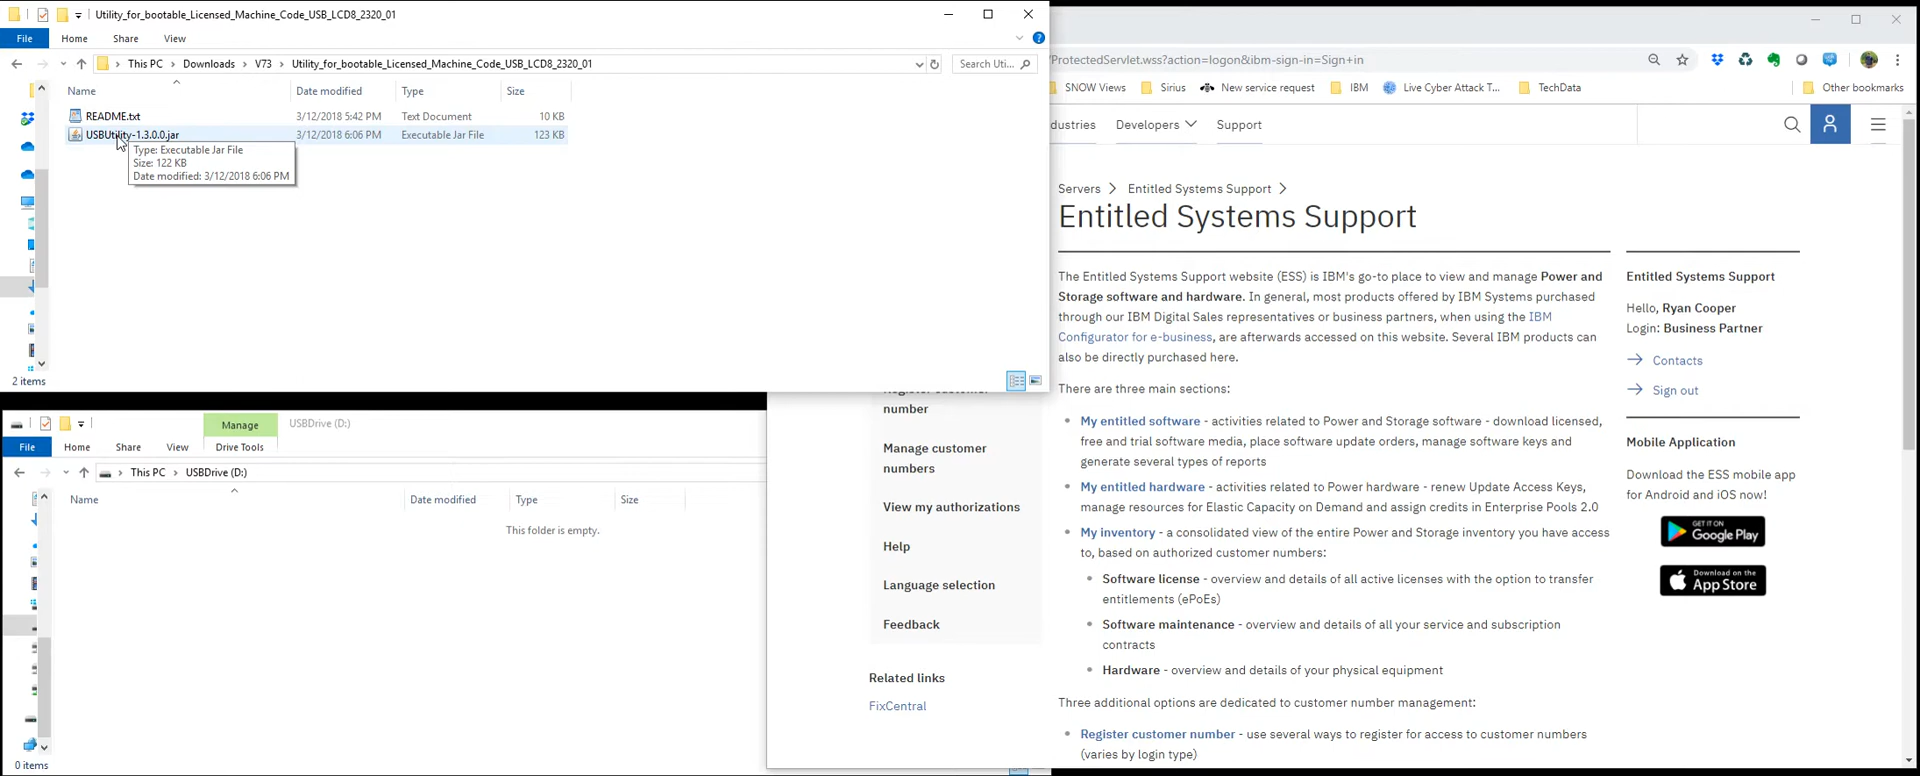 Utility_for_bootable_Licensed_Machine_Code_USB_LCD8_2320_01
File Home Share View
This PC Downloads V73 Utility_for_bootable_Licensed_Machine_Code_USB_LCD8_2320_01 Search Uti...
Name Date modified Type Size
README.txt 3/12/2018 5:42 PM Text Document 10 KB
USBUtility-1.3.0.0.jar 3/12/2018 6:06 PM Executable Jar File 123 KB
Type: Executable Jar File
Size: 122 KB
Date modified: 3/12/2018 6:06 PM
2 items
Manage USBDrive (D:)
File Home Share View Drive Tools
This PC USBDrive (D:)
Name Date modified Type Size
This folder is empty.
0 items
ProtectedServlet.wss?action=logon&ibm-sign-in=Sign+in
SNOW Views Sirius New service request IBM Live Cyber Attack T... TechData Other bookmarks
dustries Developers Support
Servers Entitled Systems Support
Entitled Systems Support
The Entitled Systems Support website (ESS) is IBM's go-to place to view and manage Power and
Storage software and hardware. In general, most products offered by IBM Systems purchased
through our IBM Digital Sales representatives or business partners, when using the IBM
Configurator for e-business, are afterwards accessed on this website. Several IBM products can
also be directly purchased here.
There are three main sections:
My entitled software - activities related to Power and Storage software - download licensed,
free and trial software media, place software update orders, manage software keys and
generate several types of reports
My entitled hardware - activities related to Power hardware - renew Update Access Keys,
manage resources for Elastic Capacity on Demand and assign credits in Enterprise Pools 2.0
My inventory - a consolidated view of the entire Power and Storage inventory you have access
to, based on authorized customer numbers:
Software license - overview and details of all active licenses with the option to transfer
entitlements (ePoEs)
Software maintenance - overview and details of all your service and subscription
contracts
Hardware - overview and details of your physical equipment
Three additional options are dedicated to customer number management:
Register customer number - use several ways to register for access to customer numbers
(varies by login type)
number
Manage customer
numbers
View my authorizations
Help
Language selection
Feedback
Related links
FixCentral
Entitled Systems Support
Hello, Ryan Cooper
Login: Business Partner
Contacts
Sign out
Mobile Application
Download the ESS mobile app
for Android and iOS now!
GET IT ON
Google Play
Download on the
App Store